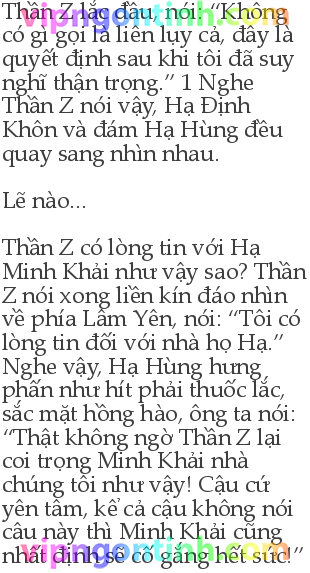 Thần Z lắc đầu, nói: “Không
có gì gọi là liên lụy cả, đây là
quyết định sau khi tôi đã suy
nghĩ thận trọng.” 1 Nghe
Thần Z nói vậy, Hạ Định
Khôn và đám Hạ Hùng đều
quay sang nhìn nhau.
Lẽ nào...
Thần Z có lòng tin với Hạ
Minh Khải như vậy sao? Thần
Z nói xong liền kín đáo nhìn
về phía Lâm Yên, nói: “Tôi có
lòng tin đối với nhà họ Hạ.”
Nghe vậy, Hạ Hùng hưng
phấn như hít phải thuốc lắc,
sắc mặt hồng hào, ông ta nói:
“Thật không ngờ Thần Z lại
coi trọng Minh Khải nhà
chúng tôi như vậy! Cậu cứ
yên tâm, kể cả cậu không nói
câu này thì Minh Khải cũng
nhất định sẽ cố gắng hết sức!”
vipngontinh.com
vipngontinh.com